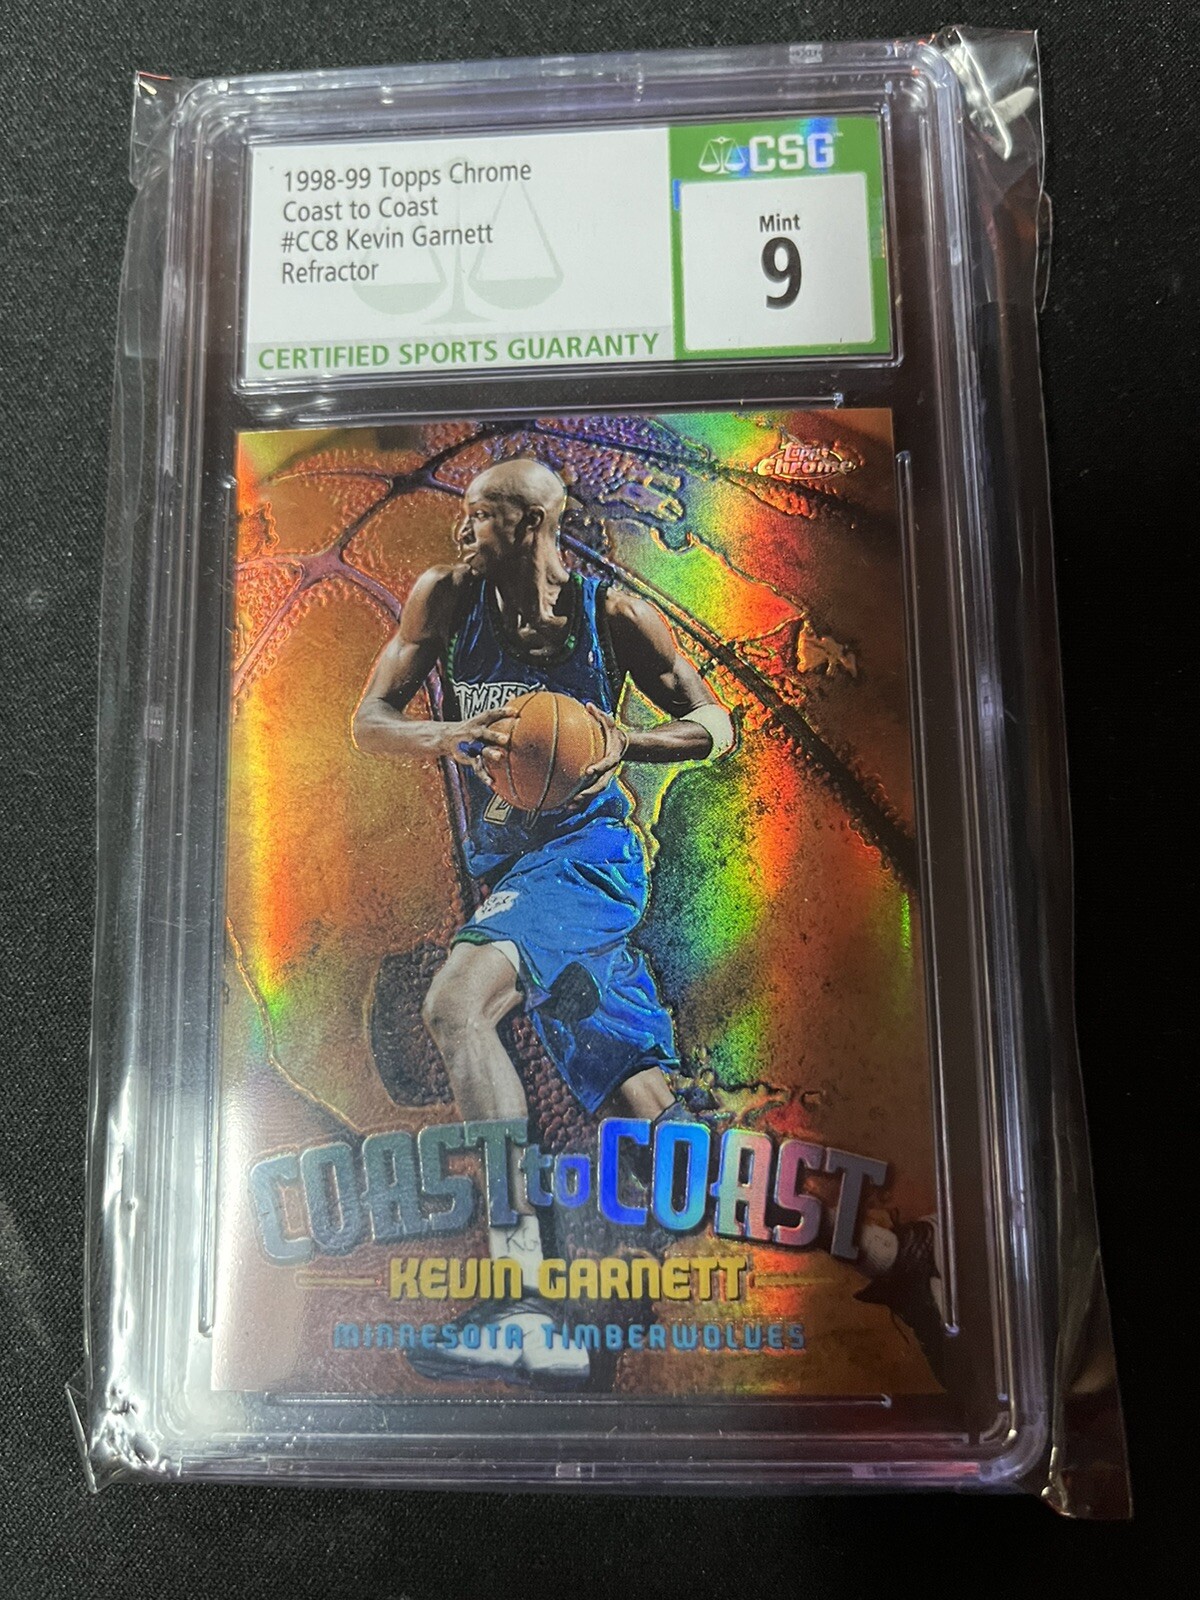 1998-99 Topps Chrome
Coast to Coast
#CC8 Kevin Garnett
Refractor
CERTIFIED SPORTS GUARANTY
CSG
Mint
9
Topps
Chrome
TIMBER
COAST to COAST
KEVIN GARNETT
MINNESOTA TIMBERWOLVES